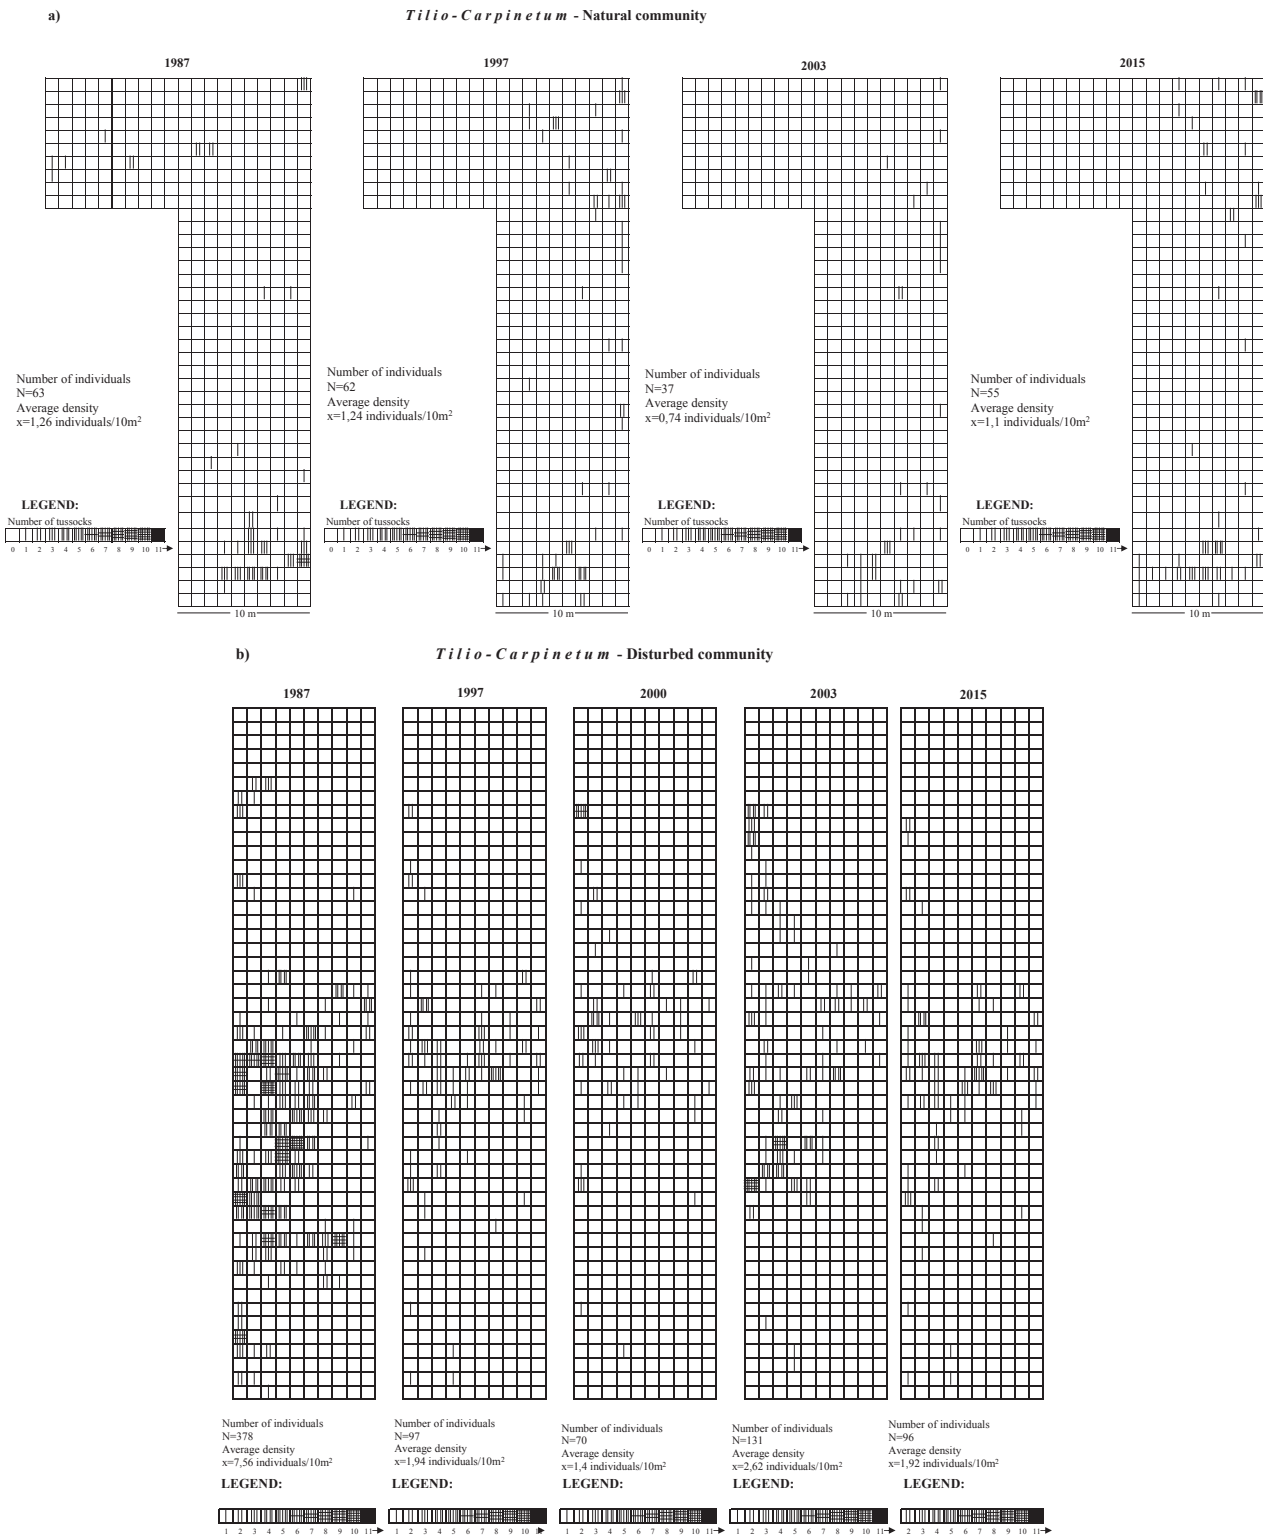 a)
Tilio-Carpinetum - Natural community
1987
1997
2003
2015
Number of individuals
N=63
Average density
x=1,26 individuals/10m²
LEGEND:
Number of tussocks
0 1 2 3 4 5 6 7 8 9 10 11
10 m
Number of individuals
N=62
Average density
x=1,24 individuals/10m²
LEGEND:
Number of tussocks
0 1 2 3 4 5 6 7 8 9 10 11
10 m
Number of individuals
N=37
Average density
x=0,74 individuals/10m²
LEGEND:
Number of tussocks
0 1 2 3 4 5 6 7 8 9 10 11
10 m
Number of individuals
N=55
Average density
x=1,1 individuals/10m²
LEGEND:
Number of tussocks
0 1 2 3 4 5 6 7 8 9 10 11
10 m
b)
Tilio-Carpinetum - Disturbed community
1987
1997
2000
2003
2015
Number of individuals
N=378
Average density
x=7,56 individuals/10m²
LEGEND:
1 2 3 4 5 6 7 8 9 10 11
Number of individuals
N=97
Average density
x=1,94 individuals/10m²
LEGEND:
1 2 3 4 5 6 7 8 9 10 11
Number of individuals
N=70
Average density
x=1,4 individuals/10m²
LEGEND:
1 2 3 4 5 6 7 8 9 10 11
Number of individuals
N=131
Average density
x=2,62 individuals/10m²
LEGEND:
1 2 3 4 5 6 7 8 9 10 11
Number of individuals
N=96
Average density
x=1,92 individuals/10m²
LEGEND:
2 3 4 5 6 7 8 9 10 11